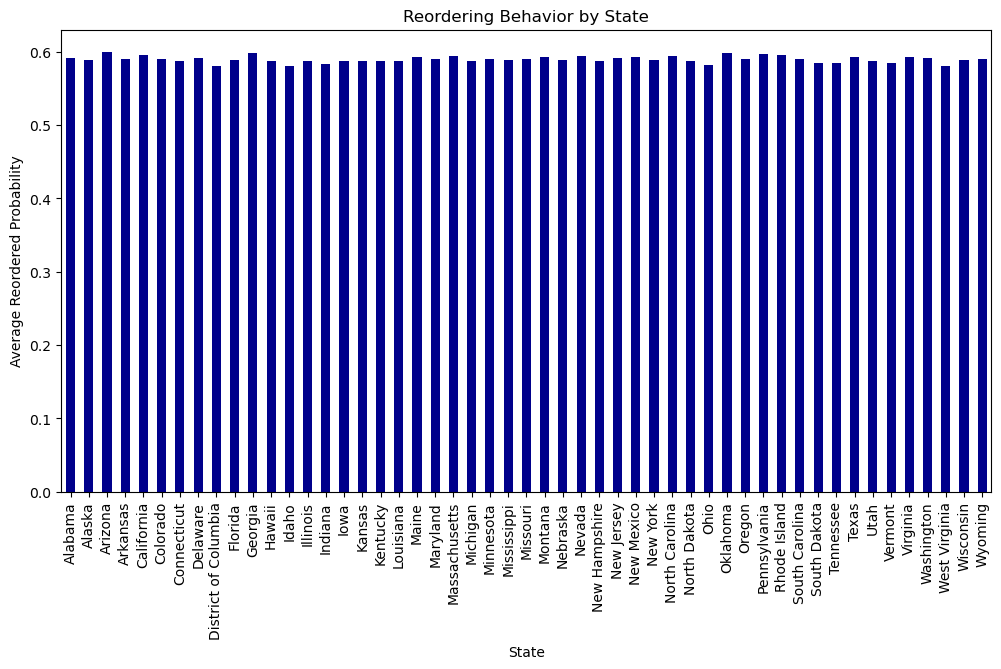 Reordering Behavior by State
Average Reordered Probability
0.6
0.5
0.4
0.3
0.2
0.1
0.0
Alabama
Alaska
Arizona
Arkansas
California
Colorado
Connecticut
Delaware
District of Columbia
Florida
Georgia
Hawaii
Idaho
Illinois
Indiana
Iowa
Kansas
Kentucky
Louisiana
Maine
Maryland
Massachusetts
Michigan
Minnesota
Mississippi
Missouri
Montana
Nebraska
Nevada
New Hampshire
New Jersey
New Mexico
New York
North Carolina
North Dakota
Ohio
Oklahoma
Oregon
Pennsylvania
Rhode Island
South Carolina
South Dakota
Tennessee
Texas
Utah
Vermont
Virginia
Washington
West Virginia
Wisconsin
Wyoming
State